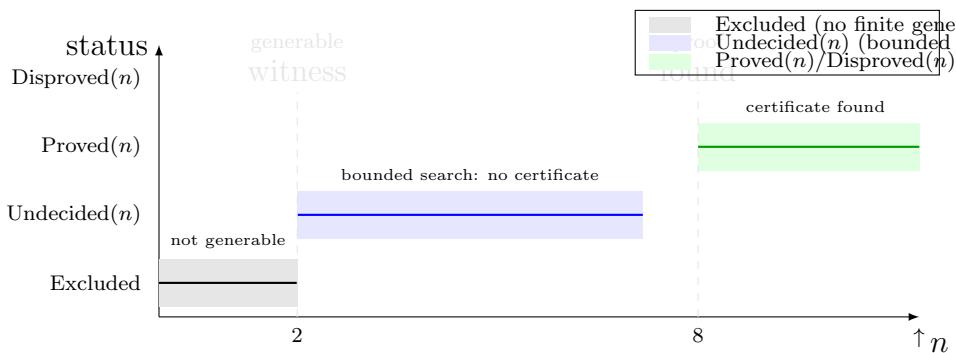 status
generable
witness
found
Excluded (no finite gene
Undecided(n) (bounded
Proved(n)/Disproved(n)
Disproved(n)
certificate found
Proved(n)
bounded search: no certificate
Undecided(n)
not generable
Excluded
2
8
↑ n